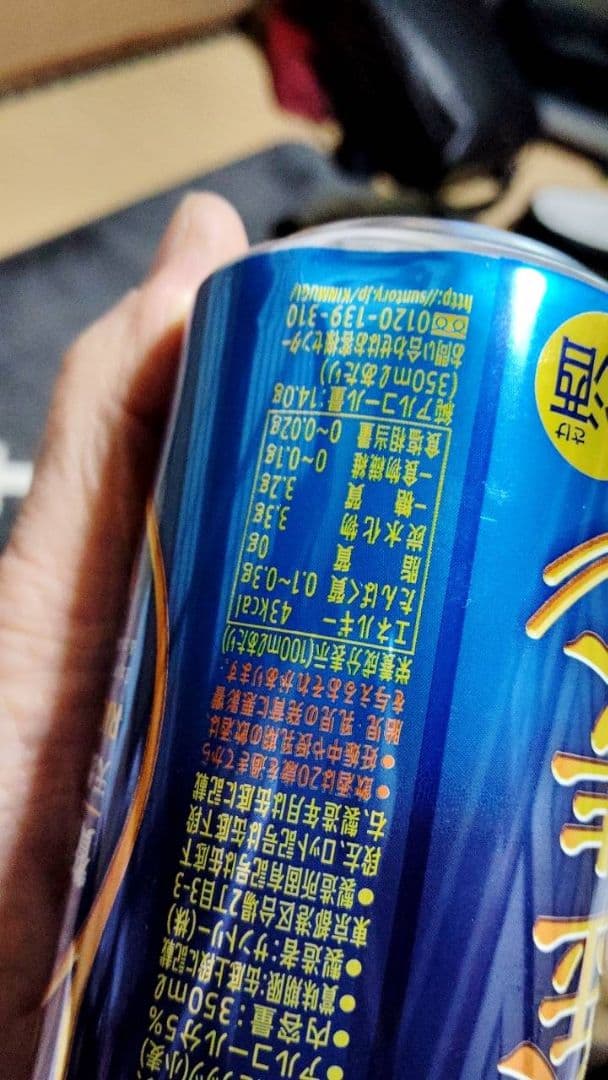 ッツ(小麦)
アルコール分5%
●内容量:350mℓ
●賞味期限:缶底上段に記載
●製造者:サントリー(株)
東京都港区台場2丁目3-3
●製造所固有記号は缶底下
段左、ロット記号は缶底下段
右、製造年月は缶底に記載
●飲酒は20歳を過ぎてから
●妊娠中や授乳期の飲酒は、
胎児・乳児の発育に悪影響
を与えるおそれがあります。
栄養成分表示(100mℓあたり)
エネルギー 43kcal
たんぱく質 0.1~0.3g
脂質 0g
炭水化物 3.3g
-糖質 3.2g
-食物繊維 0~0.1g
食塩相当量 0~0.02g
純アルコール量:14.0g
(350mℓあたり)
お問い合わせはお客様センター
0120-139-310
http://suntory.jp/KINMUGI/
酒